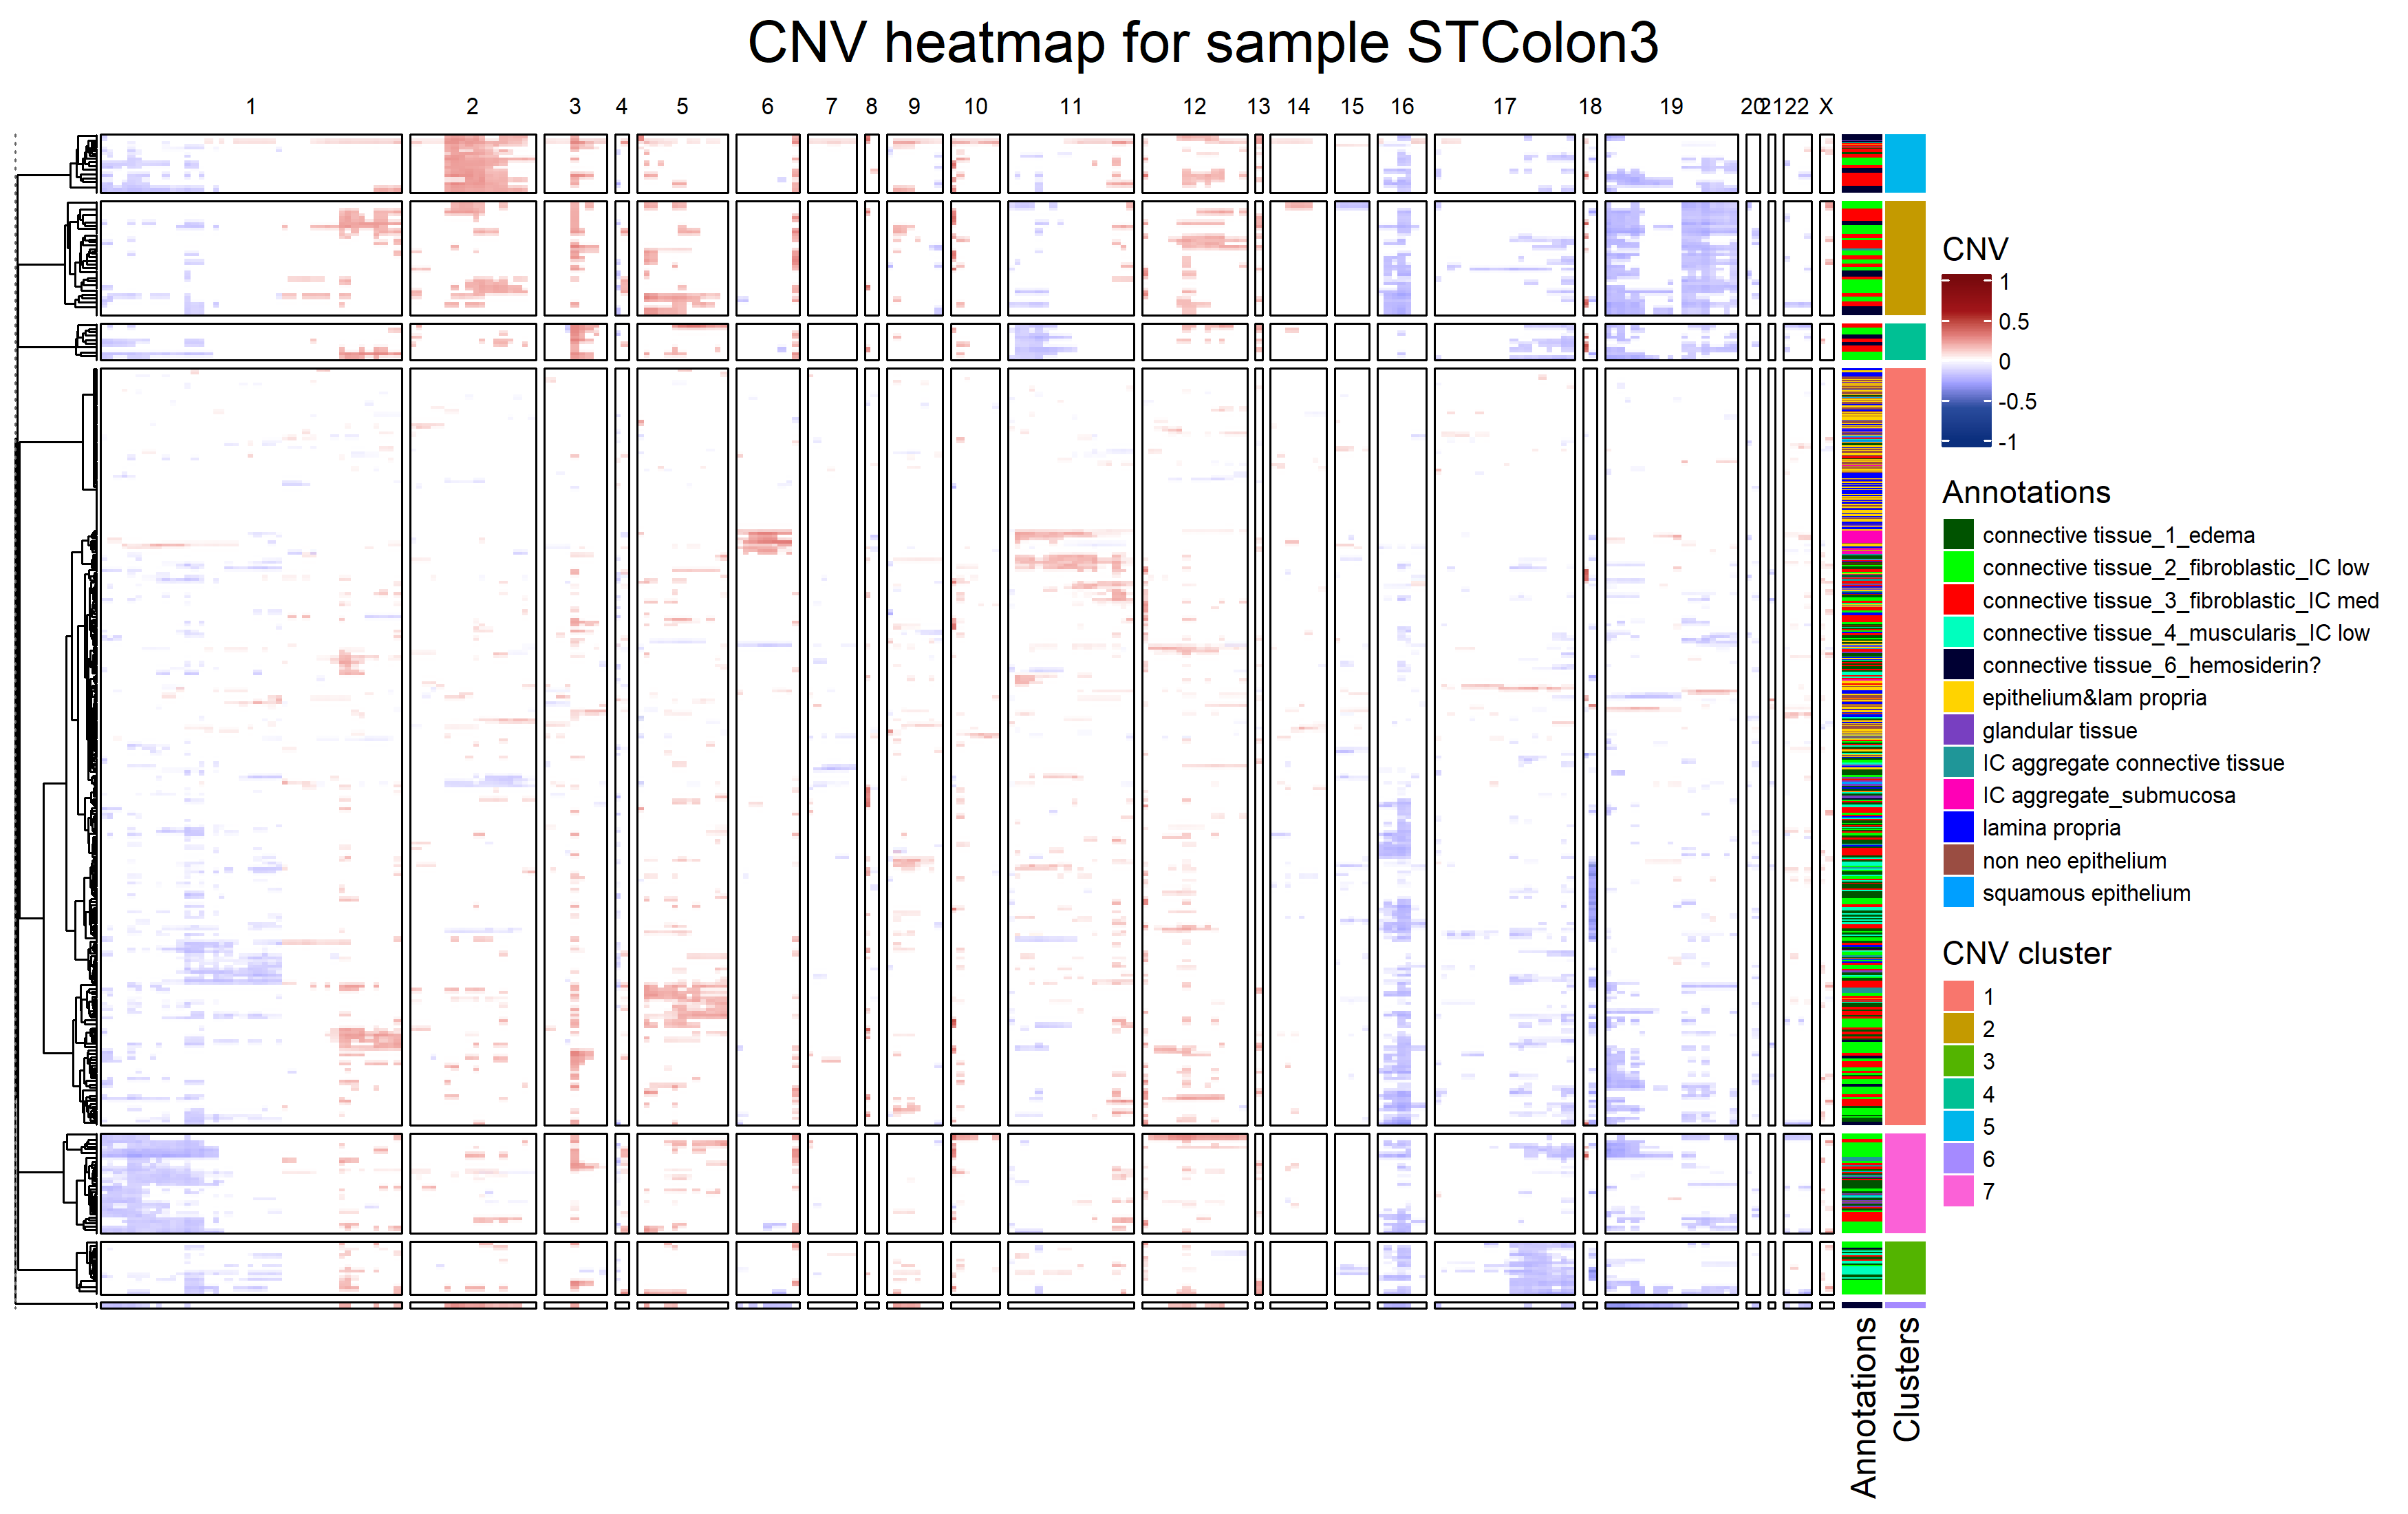 CNV heatmap for sample STColon3
1 2 3 4 5 6 7 8 9 10 11 12 13 14 15 16 17 18 19 20 21 22 X
CNV
1
0.5
0
-0.5
-1
Annotations
connective tissue_1_edema
connective tissue_2_fibroblastic_IC low
connective tissue_3_fibroblastic_IC med
connective tissue_4_muscularis_IC low
connective tissue_6_hemosiderin?
epithelium&lam propria
glandular tissue
IC aggregate connective tissue
IC aggregate_submucosa
lamina propria
non neo epithelium
squamous epithelium
CNV cluster
1
2
3
4
5
6
7
Annotations
Clusters